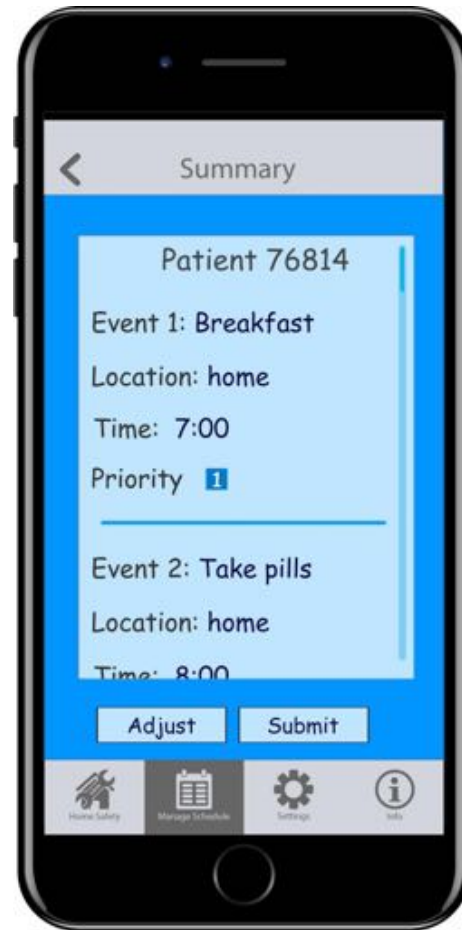 Summary
Patient 76814
Event 1: Breakfast
Location: home
Time: 7:00
Priority 1
Event 2: Take pills
Location: home
Time: 8:00
Adjust Submit
Home Safety Manage Schedule Settings Info